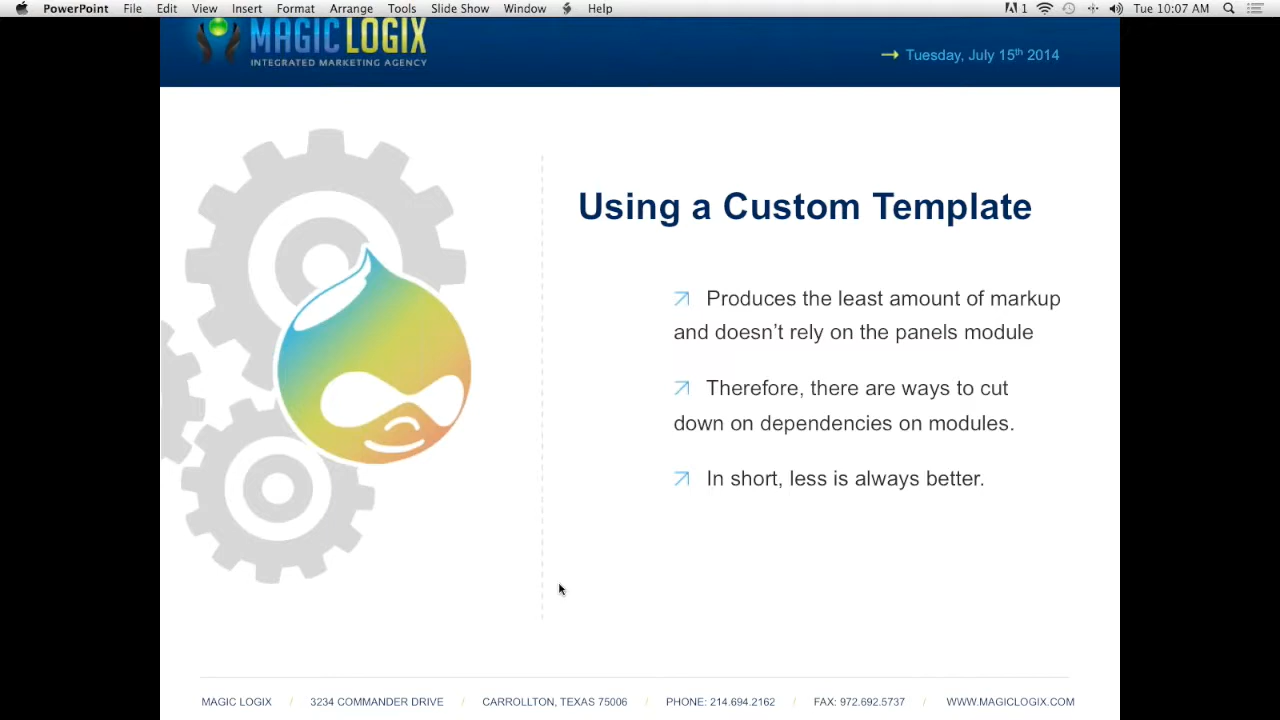 PowerPoint File Edit View Insert Format Arrange Tools Slide Show Window Help 1 Tue 10:07 AM
MAGIC LOGIX
INTEGRATED MARKETING AGENCY
Tuesday, July 15th 2014
Using a Custom Template
Produces the least amount of markup
and doesn't rely on the panels module
Therefore, there are ways to cut
down on dependencies on modules.
In short, less is always better.
MAGIC LOGIX / 3234 COMMANDER DRIVE / CARROLLTON, TEXAS 75006 / PHONE: 214.694.2162 / FAX: 972.692.5737 / WWW.MAGICLOGIX.COM